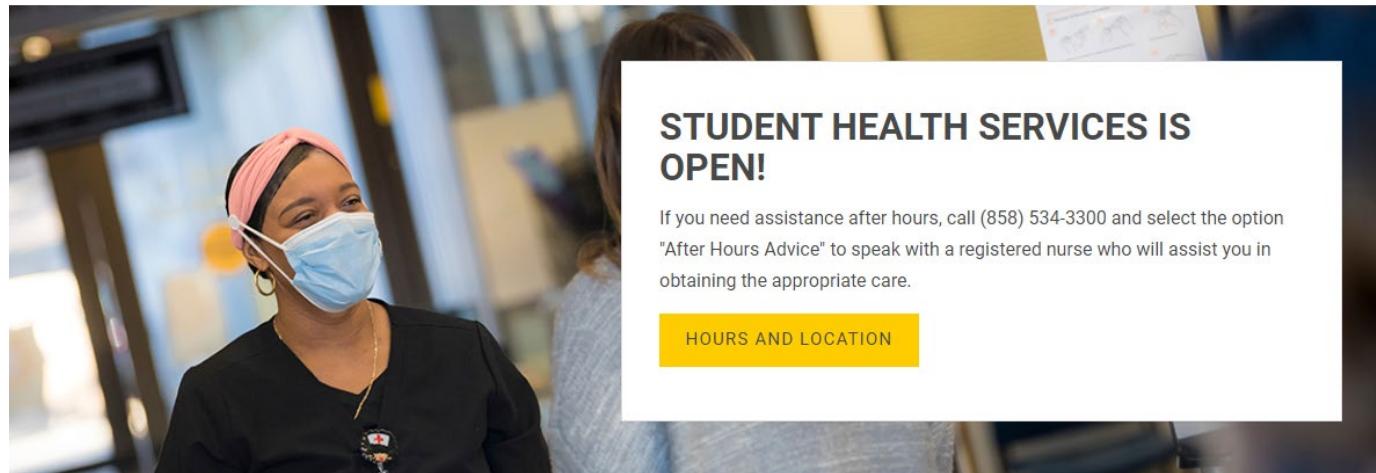 STUDENT HEALTH SERVICES IS
OPEN!
If you need assistance after hours, call (858) 534-3300 and select the option
"After Hours Advice" to speak with a registered nurse who will assist you in
obtaining the appropriate care.
HOURS AND LOCATION